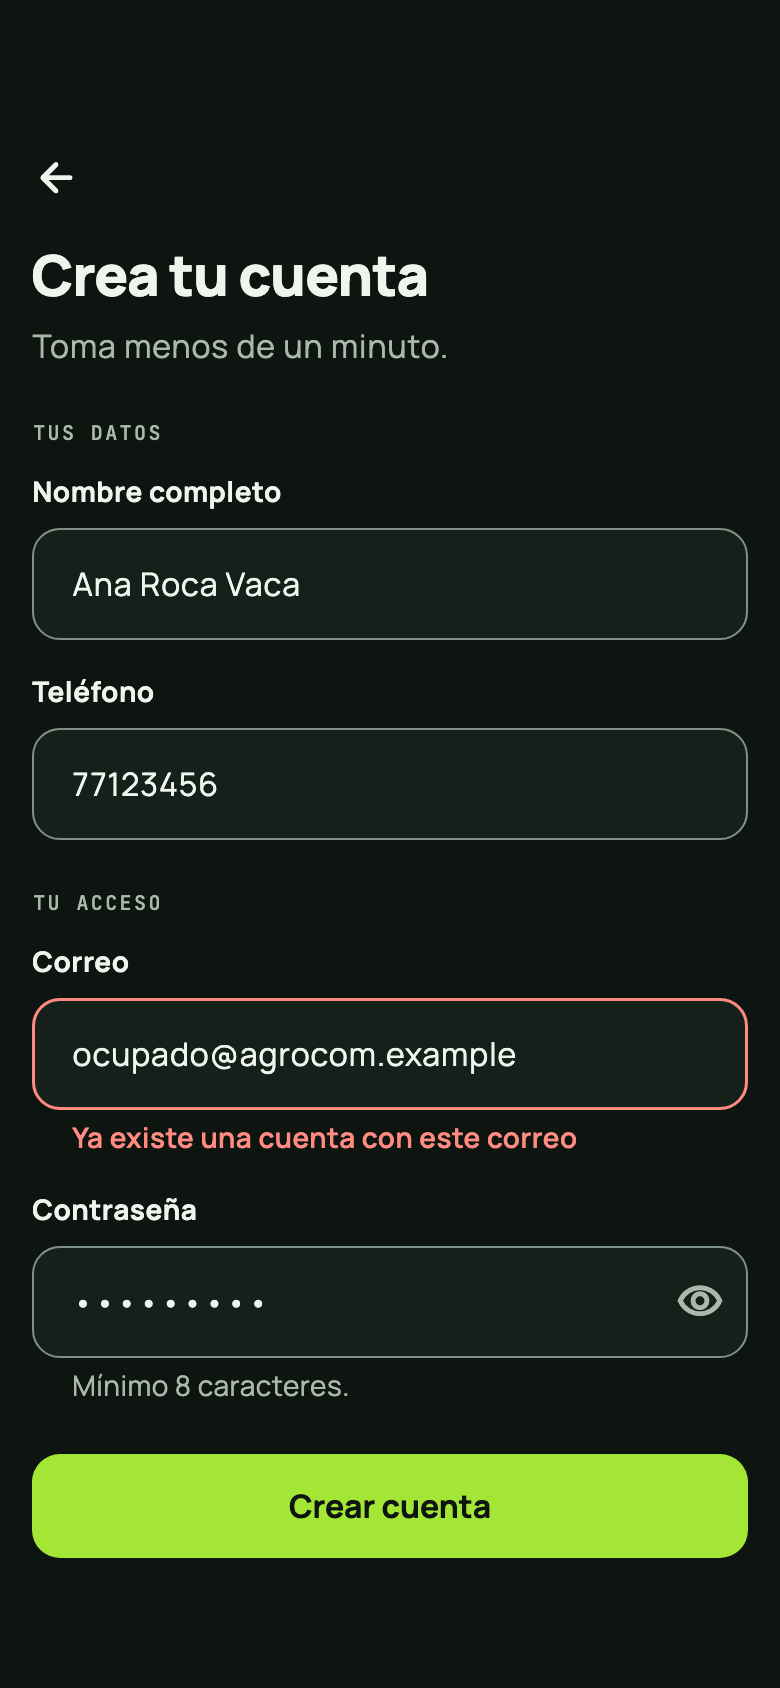 Crea tu cuenta
Toma menos de un minuto.
TUS DATOS
Nombre completo
Ana Roca Vaca
Teléfono
77123456
TU ACCESO
Correo
ocupado@agrocom.example
Ya existe una cuenta con este correo
Contraseña
•••••••••
Mínimo 8 caracteres.
Crear cuenta